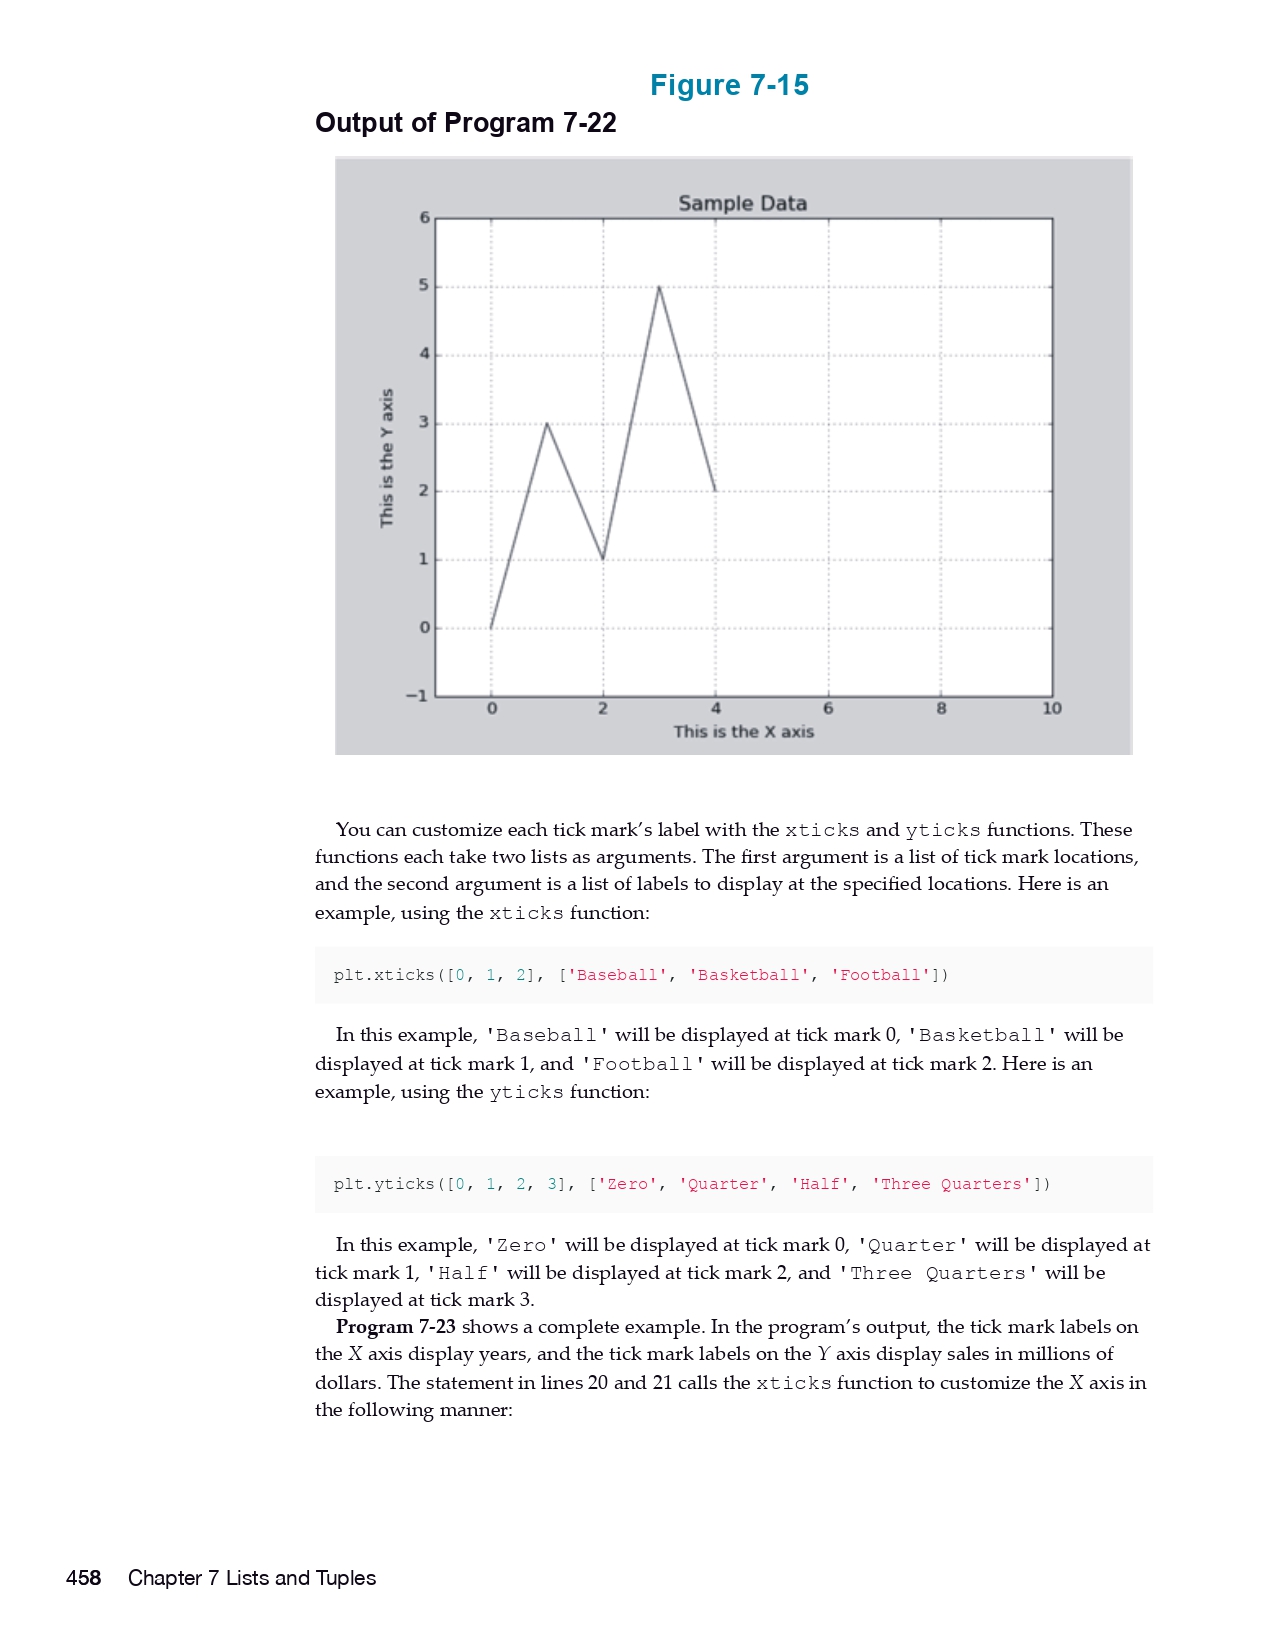 Figure 7-15
Output of Program 7-22
Sample Data
6
5
4
3
2
1
0
−1
This is the Y axis
0 2 4 6 8 10
This is the X axis
You can customize each tick mark’s label with the xticks and yticks functions. These
functions each take two lists as arguments. The first argument is a list of tick mark locations,
and the second argument is a list of labels to display at the specified locations. Here is an
example, using the xticks function:
plt.xticks([0, 1, 2], ['Baseball', 'Basketball', 'Football'])
In this example, 'Baseball' will be displayed at tick mark 0, 'Basketball' will be
displayed at tick mark 1, and 'Football' will be displayed at tick mark 2. Here is an
example, using the yticks function:
plt.yticks([0, 1, 2, 3], ['Zero', 'Quarter', 'Half', 'Three Quarters'])
In this example, 'Zero' will be displayed at tick mark 0, 'Quarter' will be displayed at
tick mark 1, 'Half' will be displayed at tick mark 2, and 'Three Quarters' will be
displayed at tick mark 3.
Program 7-23 shows a complete example. In the program’s output, the tick mark labels on
the X axis display years, and the tick mark labels on the Y axis display sales in millions of
dollars. The statement in lines 20 and 21 calls the xticks function to customize the X axis in
the following manner:
458 Chapter 7 Lists and Tuples